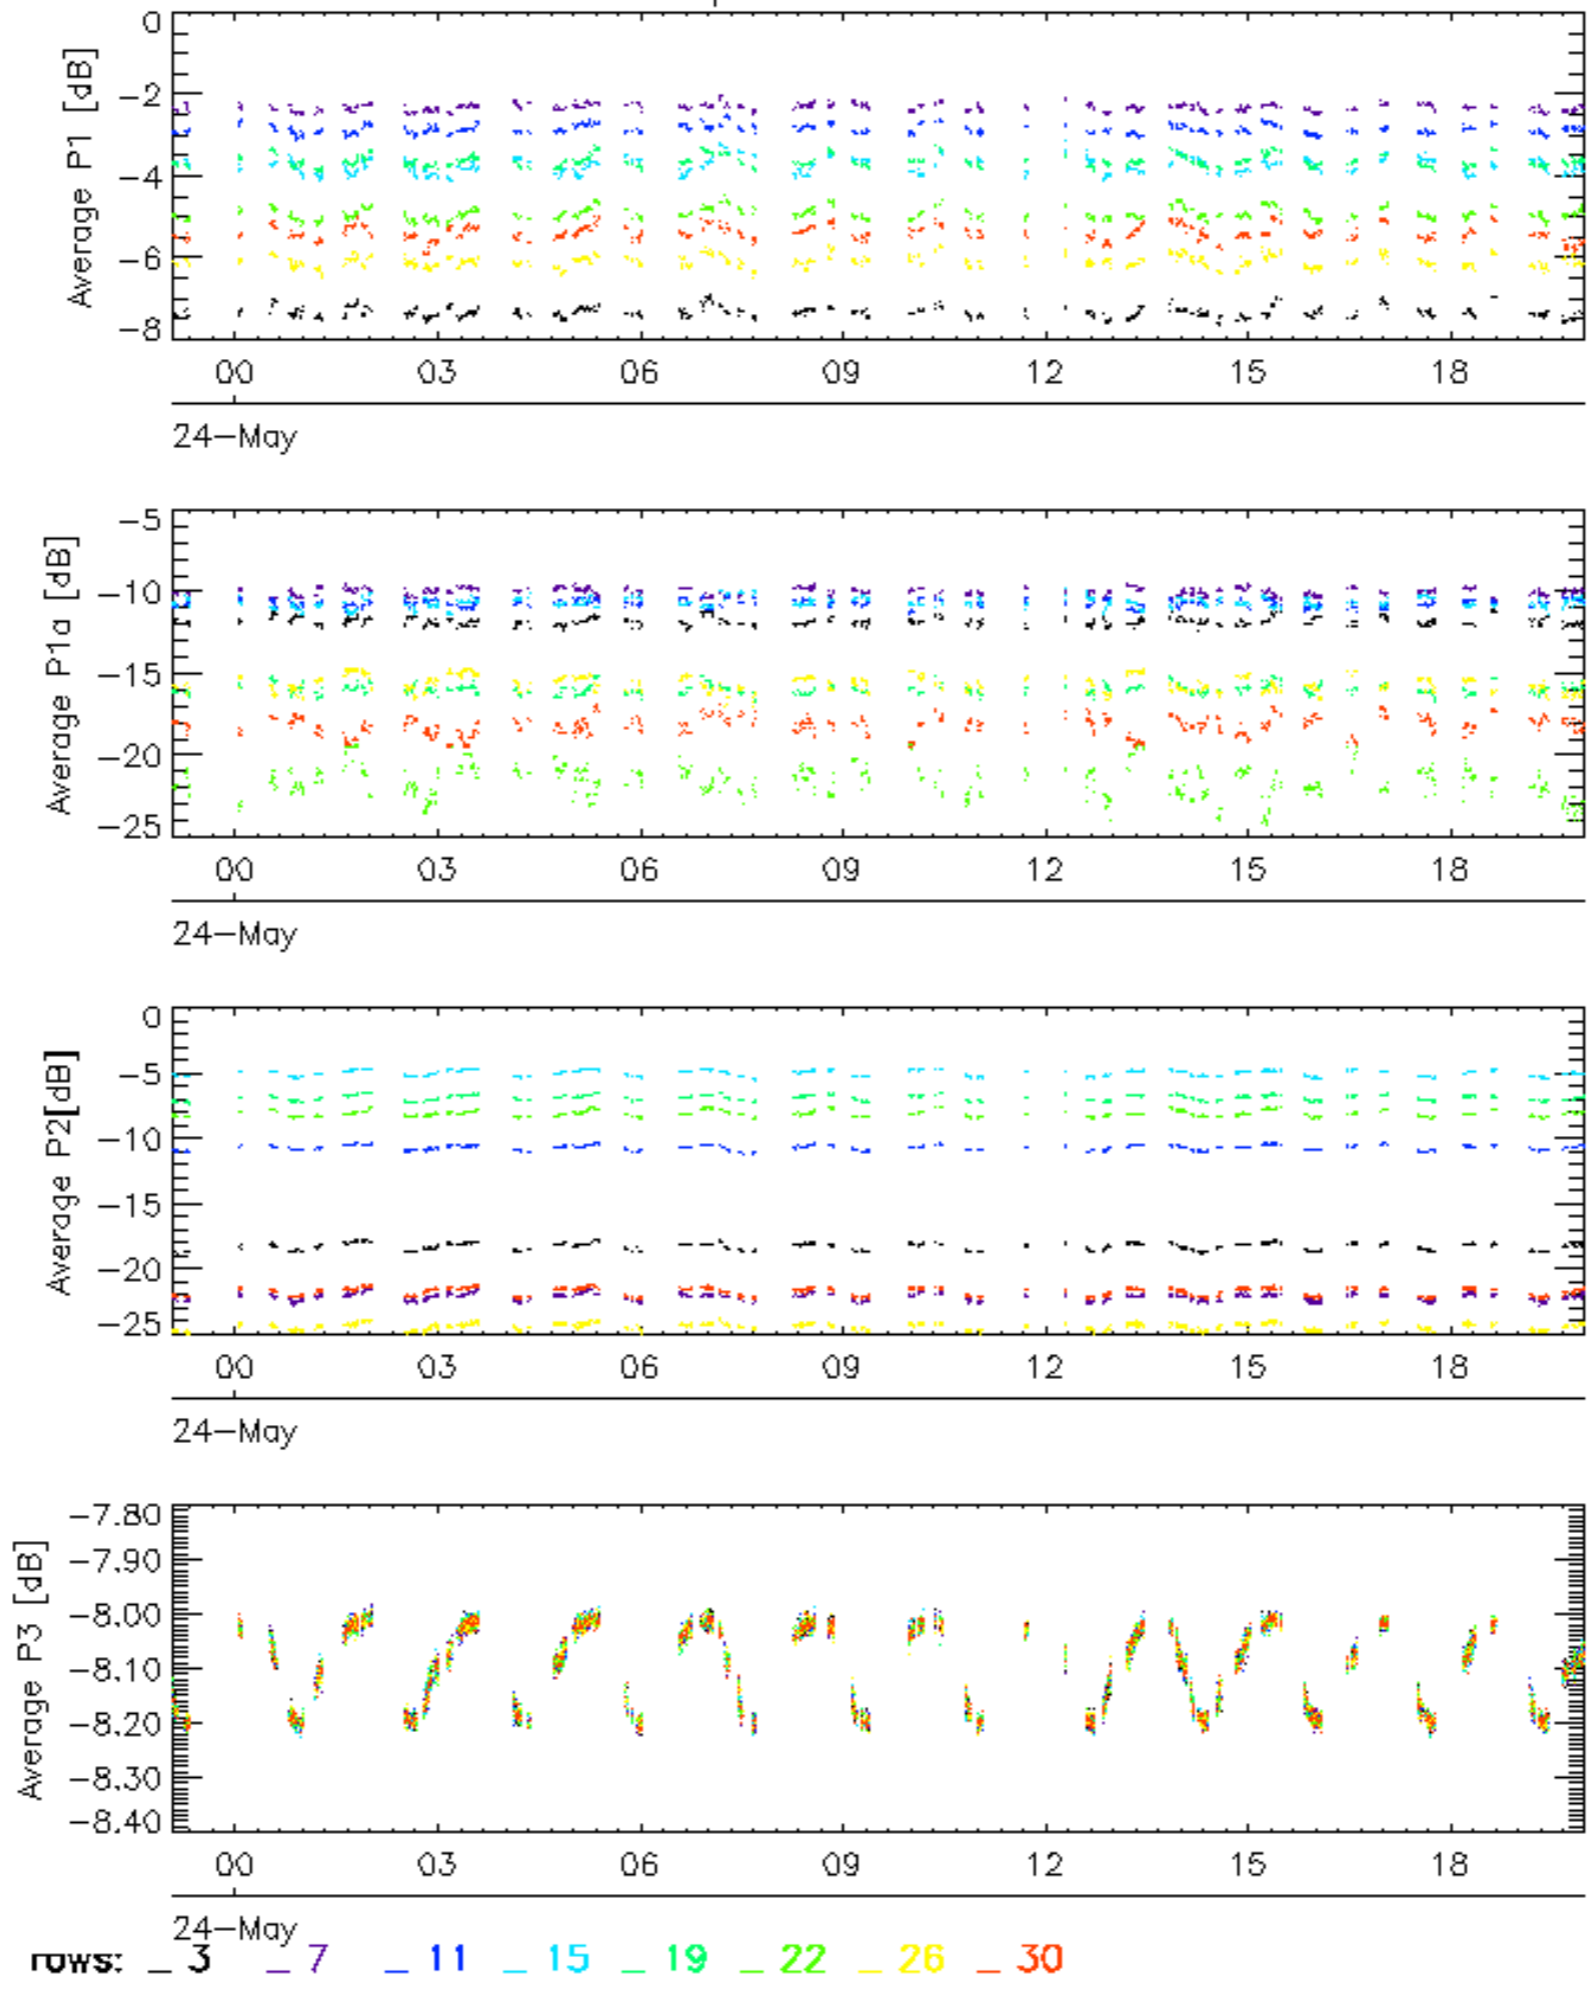 0
-2
-4
-6
-8
Average P1 [dB]
00 03 06 09 12 15 18
24-May
-5
-10
-15
-20
-25
Average P1a [dB]
00 03 06 09 12 15 18
24-May
0
-5
-10
-15
-20
-25
Average P2[dB]
00 03 06 09 12 15 18
24-May
-7.80
-7.90
-8.00
-8.10
-8.20
-8.30
-8.40
Average P3 [dB]
00 03 06 09 12 15 18
24-May
rows: _ 3 _ 7 _ 11 _ 15 _ 19 _ 22 _ 26 _ 30